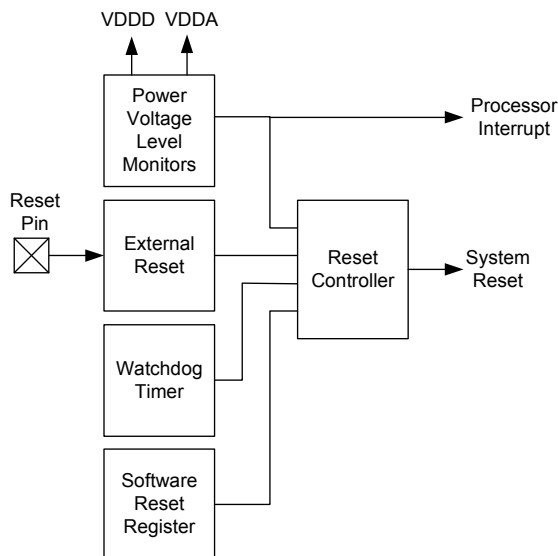 VDDD VDDA
Power
Voltage
Level
Monitors
Processor
Interrupt
Reset
Pin
External
Reset
Reset
Controller
System
Reset
Watchdog
Timer
Software
Reset
Register